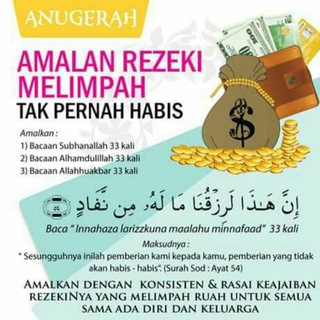 ANUGERAH
AMALAN REZEKI
MELIMPAH
TAK PERNAH HABIS
Amalkan :
1) Bacaan Subhanallah 33 kali
2) Bacaan Alhamdulillah 33 kali
3) Bacaan Allahhuakbar 33 kali
$
إِنَّ هَـٰذَا لَرِزْقُنَا مَا لَهُ مِن نَّفَادٍ ۝٥٤
Baca " Innahaza larizzkuna maalahu minnafaad" 33 kali
Maksudnya :
" Sesungguhnya inilah pemberian kami kepada kamu, pemberian yang tidak
akan habis - habis". (Surah Sod : Ayat 54)
AMALKAN DENGAN KONSISTEN & RASAI KEAJAIBAN
REZEKINYA YANG MELIMPAH RUAH UNTUK SEMUA
SAMA ADA DIRI DAN KELUARGA